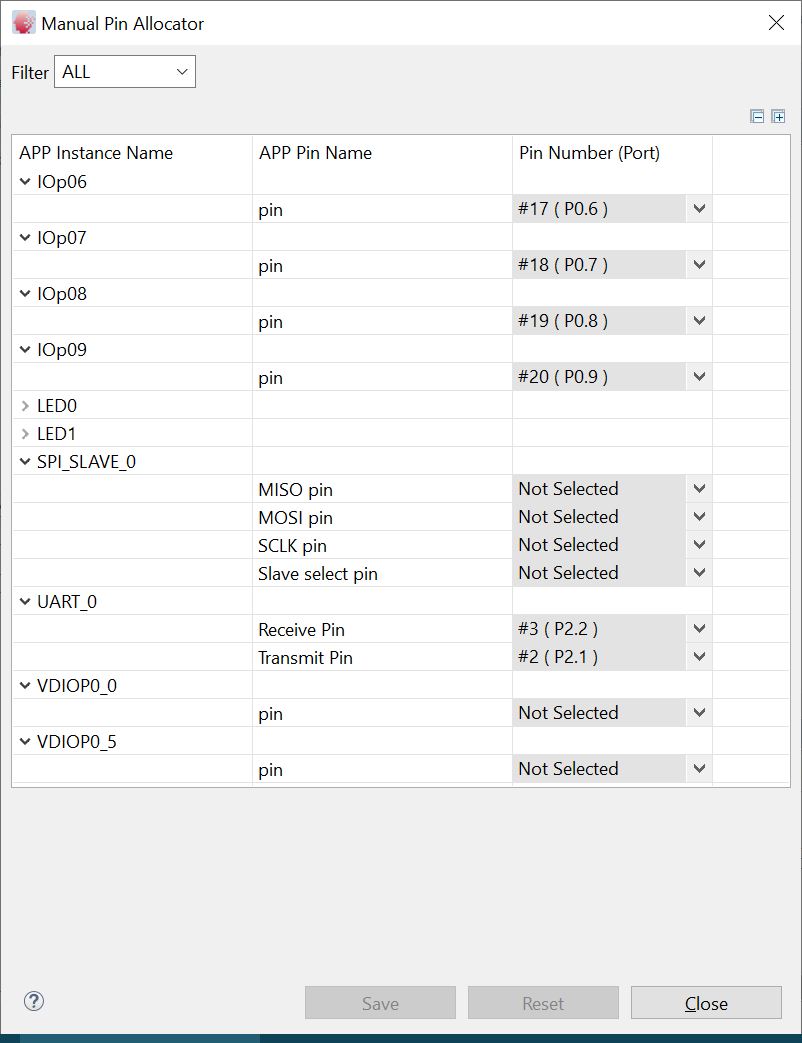 Manual Pin Allocator
Filter ALL
APP Instance Name APP Pin Name Pin Number (Port)
IOp06
pin #17 ( P0.6 )
IOp07
pin #18 ( P0.7 )
IOp08
pin #19 ( P0.8 )
IOp09
pin #20 ( P0.9 )
LED0
LED1
SPI_SLAVE_0
MISO pin Not Selected
MOSI pin Not Selected
SCLK pin Not Selected
Slave select pin Not Selected
UART_0
Receive Pin #3 ( P2.2 )
Transmit Pin #2 ( P2.1 )
VDIOP0_0
pin Not Selected
VDIOP0_5
pin Not Selected
? Save Reset Close